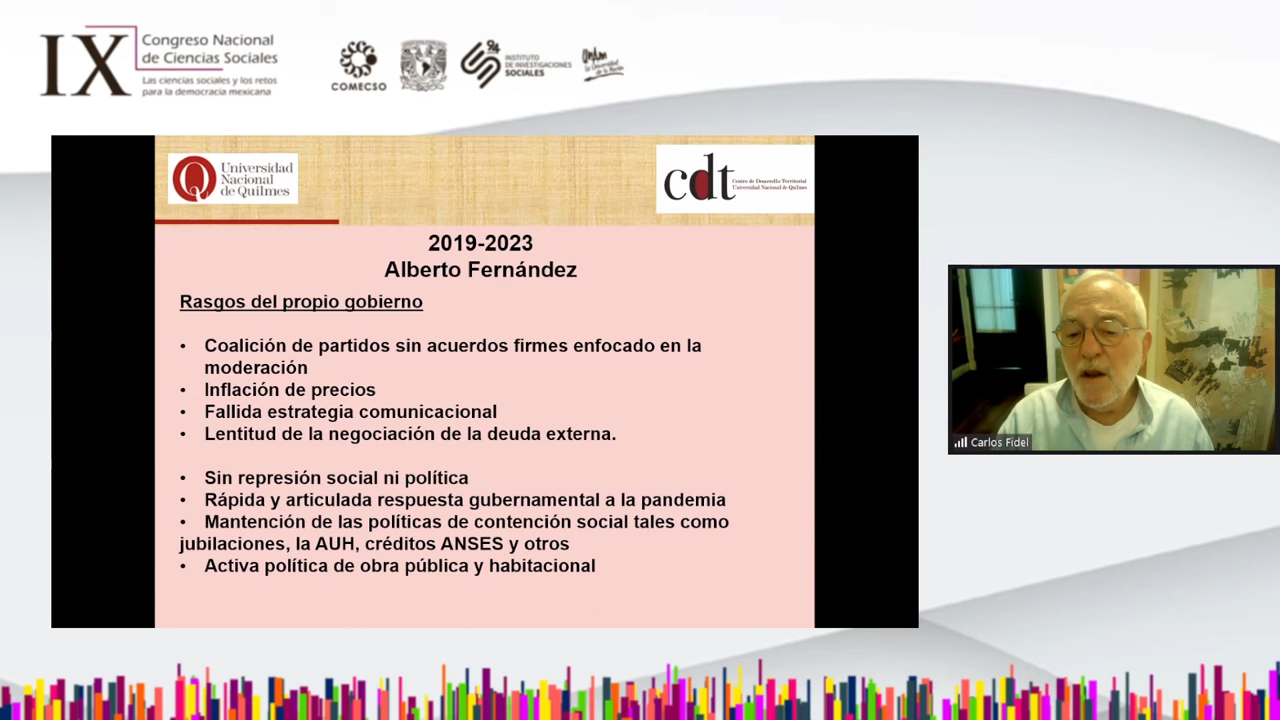 IX
Congreso Nacional
de Ciencias Sociales
Las ciencias sociales y los retos
para la democracia mexicana
COMECSO
INSTITUTO
DE INVESTIGACIONES
SOCIALES
Universidad
Nacional
de Quilmes
cdt
Centro de Desarrollo Territorial
Universidad Nacional de Quilmes
2019-2023
Alberto Fernández
Rasgos del propio gobierno
• Coalición de partidos sin acuerdos firmes enfocado en la
moderación
• Inflación de precios
• Fallida estrategia comunicacional
• Lentitud de la negociación de la deuda externa.
• Sin represión social ni política
• Rápida y articulada respuesta gubernamental a la pandemia
• Mantención de las políticas de contención social tales como
jubilaciones, la AUH, créditos ANSES y otros
• Activa política de obra pública y habitacional
Carlos Fidel